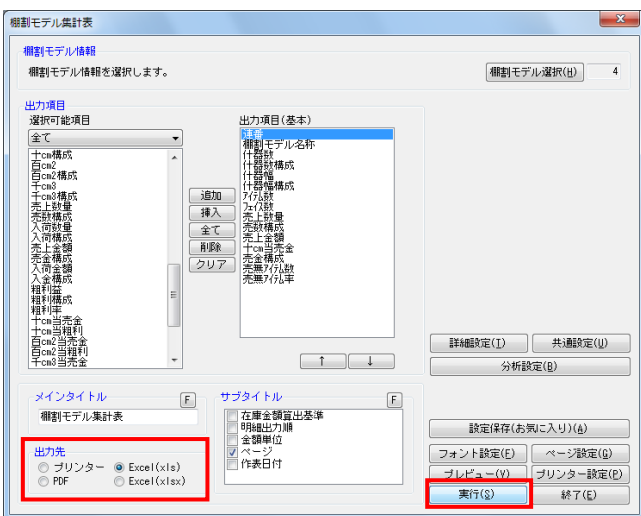 棚割モデル集計表
棚割モデル情報
棚割モデル情報を選択します。
棚割モデル選択(H)
4
出力項目
選択可能項目
全て
十cm構成
百cm2
百cm2構成
千cm3
千cm3構成
売上数量
売数構成
入荷数量
入荷構成
売上金額
売金構成
入荷金額
入金構成
粗利益
粗利構成
粗利率
十cm当売金
十cm当粗利
百cm2当売金
百cm2当粗利
千cm3当売金
追加
挿入
全て
削除
クリア
出力項目(基本)
連番
棚割モデル名称
什器数
什器数構成
什器幅
什器幅構成
アイテム数
フェイス数
売上数量
売数構成
売上金額
十cm当売金
売金構成
売無アイテム数
売無アイテム率
↑
↓
詳細設定(I)
共通設定(U)
分析設定(B)
メインタイトル
F
棚割モデル集計表
サブタイトル
F
在庫金額算出基準
明細出力順
金額単位
ページ
作表日付
出力先
プリンター
Excel(xls)
PDF
Excel(xlsx)
設定保存(お気に入り)(A)
フォント設定(F)
ページ設定(G)
プレビュー(V)
プリンター設定(P)
実行(S)
終了(E)